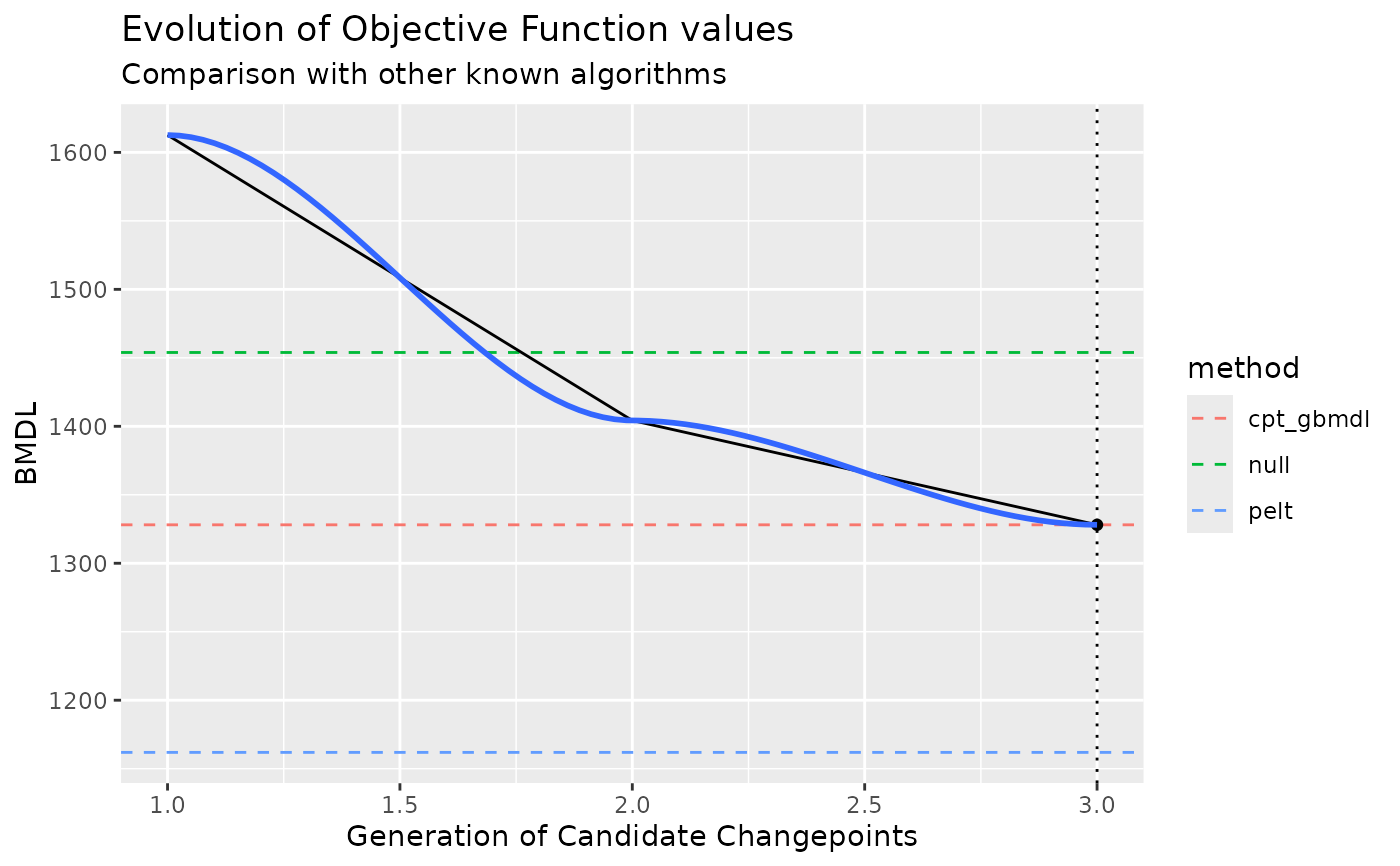 Evolution of Objective Function values
Comparison with other known algorithms
BMDL
1600
1500
1400
1300
1200
1.0
1.5
2.0
2.5
3.0
Generation of Candidate Changepoints
method
cpt_gbmdl
null
pelt